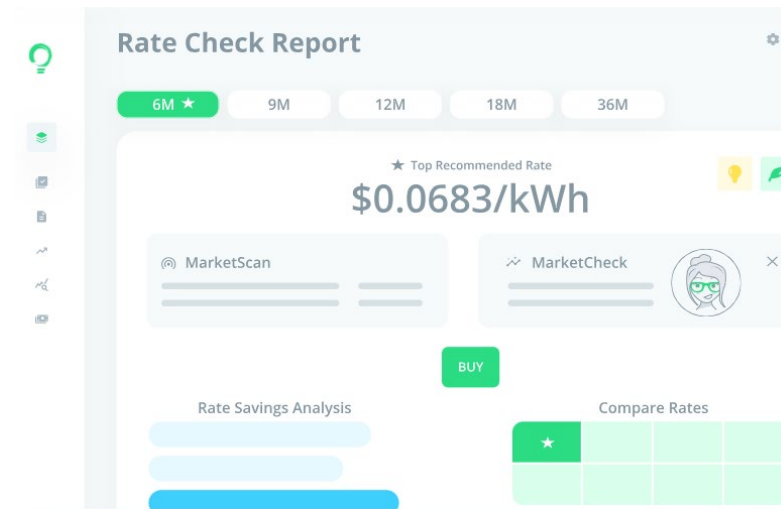 Rate Check Report
6M ★ 9M 12M 18M 36M
★ Top Recommended Rate
$0.0683/kWh
MarketScan
MarketCheck
BUY
Rate Savings Analysis
Compare Rates